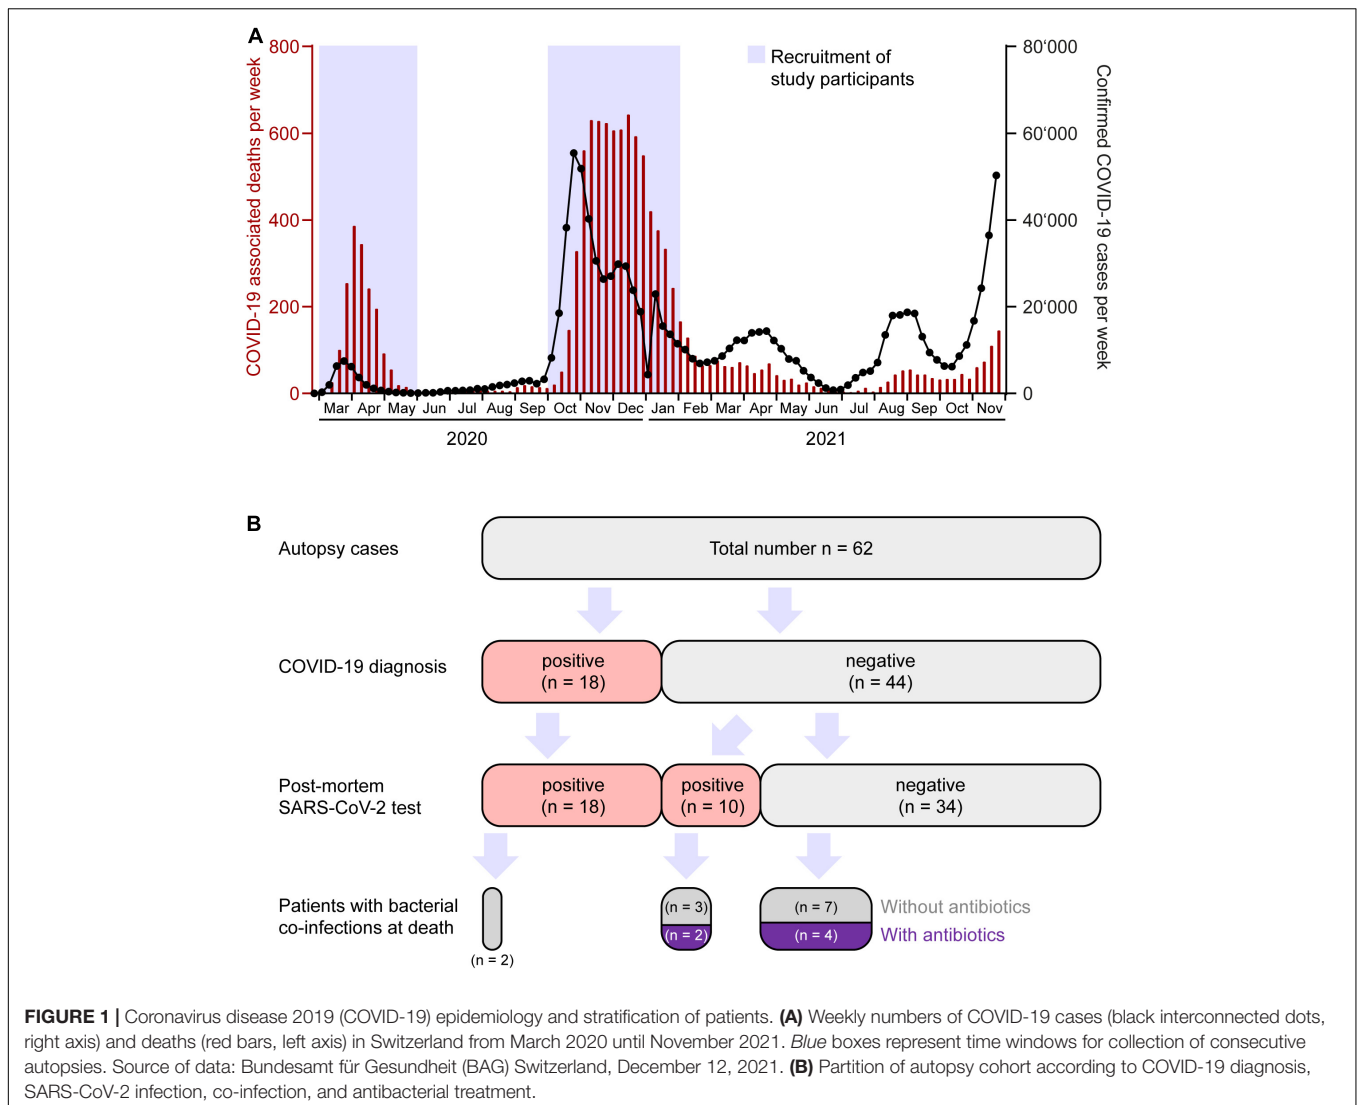 A
800
600
400
200
0
COVID-19 associated deaths per week
Recruitment of
study participants
80‘000
60‘000
40‘000
20‘000
0
Confirmed COVID-19 cases per week
Mar Apr May Jun Jul Aug Sep Oct Nov Dec Jan Feb Mar Apr May Jun Jul Aug Sep Oct Nov
2020 2021
B
Autopsy cases
Total number n = 62
COVID-19 diagnosis
positive
(n = 18)
negative
(n = 44)
Post-mortem
SARS-CoV-2 test
positive
(n = 18)
positive
(n = 10)
negative
(n = 34)
Patients with bacterial
co-infections at death
(n = 2)
(n = 3)
(n = 2)
(n = 7)
(n = 4)
Without antibiotics
With antibiotics
FIGURE 1 | Coronavirus disease 2019 (COVID-19) epidemiology and stratification of patients. (A) Weekly numbers of COVID-19 cases (black interconnected dots,
right axis) and deaths (red bars, left axis) in Switzerland from March 2020 until November 2021. Blue boxes represent time windows for collection of consecutive
autopsies. Source of data: Bundesamt für Gesundheit (BAG) Switzerland, December 12, 2021. (B) Partition of autopsy cohort according to COVID-19 diagnosis,
SARS-CoV-2 infection, co-infection, and antibacterial treatment.